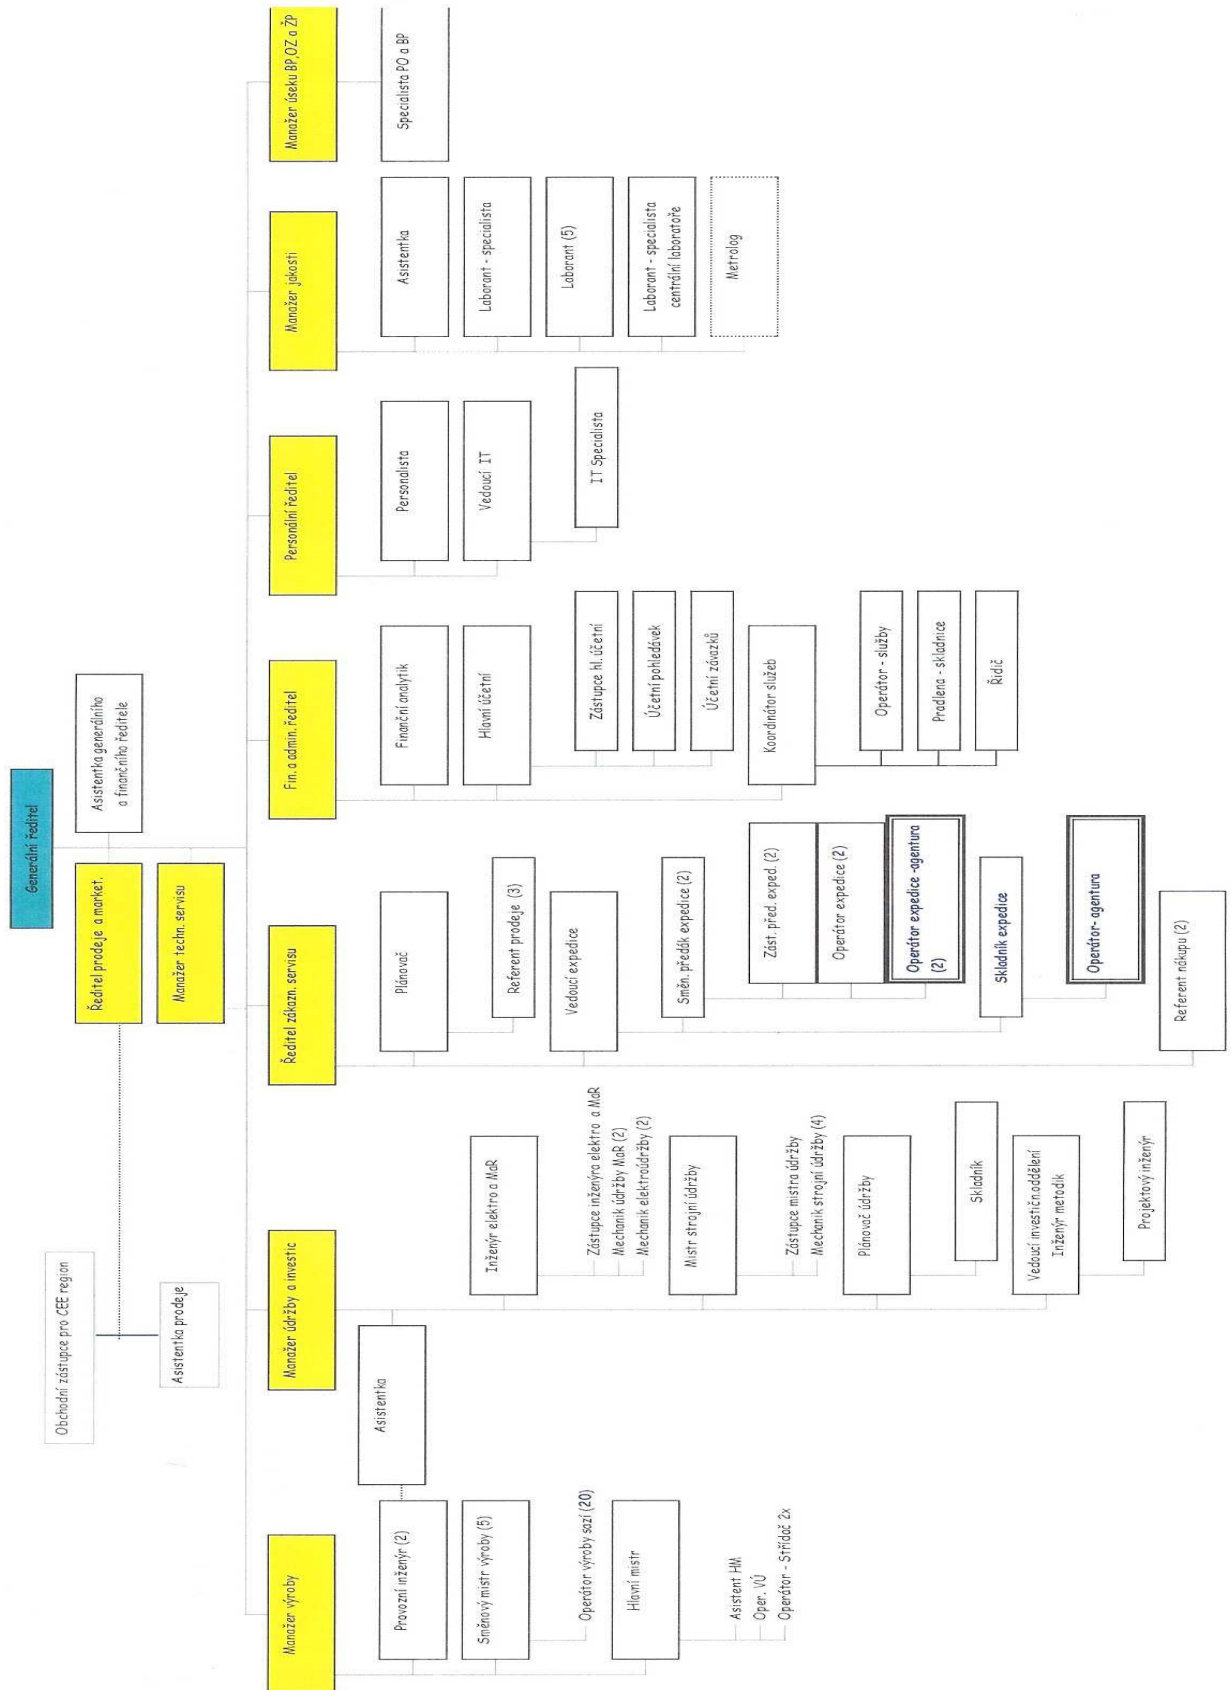 Generální ředitel
Asistentka generálního
a finančního ředitele
Ředitel prodeje a market.
Manažer techn. servisu
Obchodní zástupce pro CEE region
Asistentka prodeje
Manažer výroby
Provozní inženýr (2)
Směnový mistr výroby (5)
Operátor výroby sazí (20)
Hlavní mistr
Asistent HM
Oper. VÚ
Operátor - Střídač 2x
Manažer údržby a investic
Asistentka
Inženýr elektro a MaR
Zástupce inženýra elektro a MaR
Mechanik údržby MaR (2)
Mechanik elektroúdržby (2)
Mistr strojní údržby
Zástupce mistra údržby
Mechanik strojní údržby (4)
Plánovač údržby
Skladník
Vedoucí investičn.oddělení
Inženýr metodik
Projektový inženýr
Ředitel zákazn. servisu
Plánovač
Referent prodeje (3)
Vedoucí expedice
Směn. předák expedice (2)
Zást. před. exped. (2)
Operátor expedice (2)
Operátor expedice -agentura
(2)
Skladník expedice
Operátor- agentura
Referent nákupu (2)
Fin. a admin. ředitel
Finanční analytik
Hlavní účetní
Zástupce hl. účetní
Účetní pohledávek
Účetní závazků
Koordinátor služeb
Operátor - služby
Pradlena - skladnice
Řidič
Personální ředitel
Personalista
Vedoucí IT
IT Specialista
Manažer jakosti
Asistentka
Laborant - specialista
Laborant (5)
Laborant - specialista
centrální laboratoře
Metrolog
Manažer úseku BP,OZ a ŽP
Specialista PO a BP